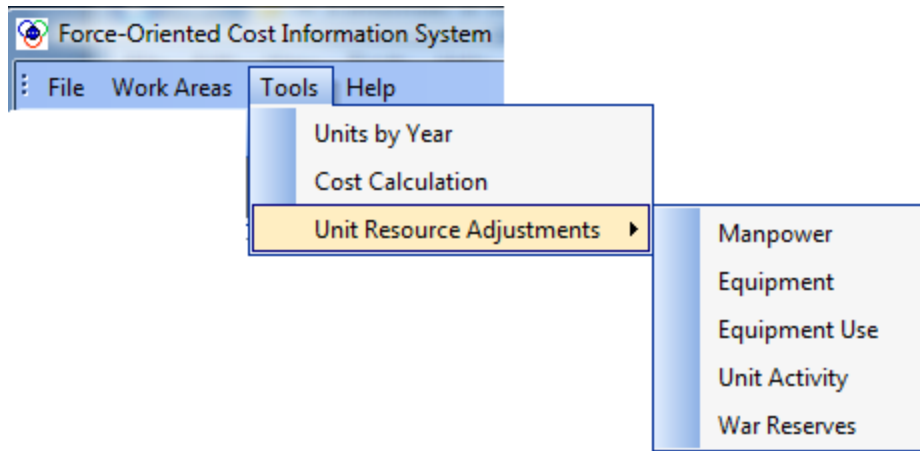 Force-Oriented Cost Information System
File Work Areas Tools Help
Units by Year
Cost Calculation
Unit Resource Adjustments
Manpower
Equipment
Equipment Use
Unit Activity
War Reserves